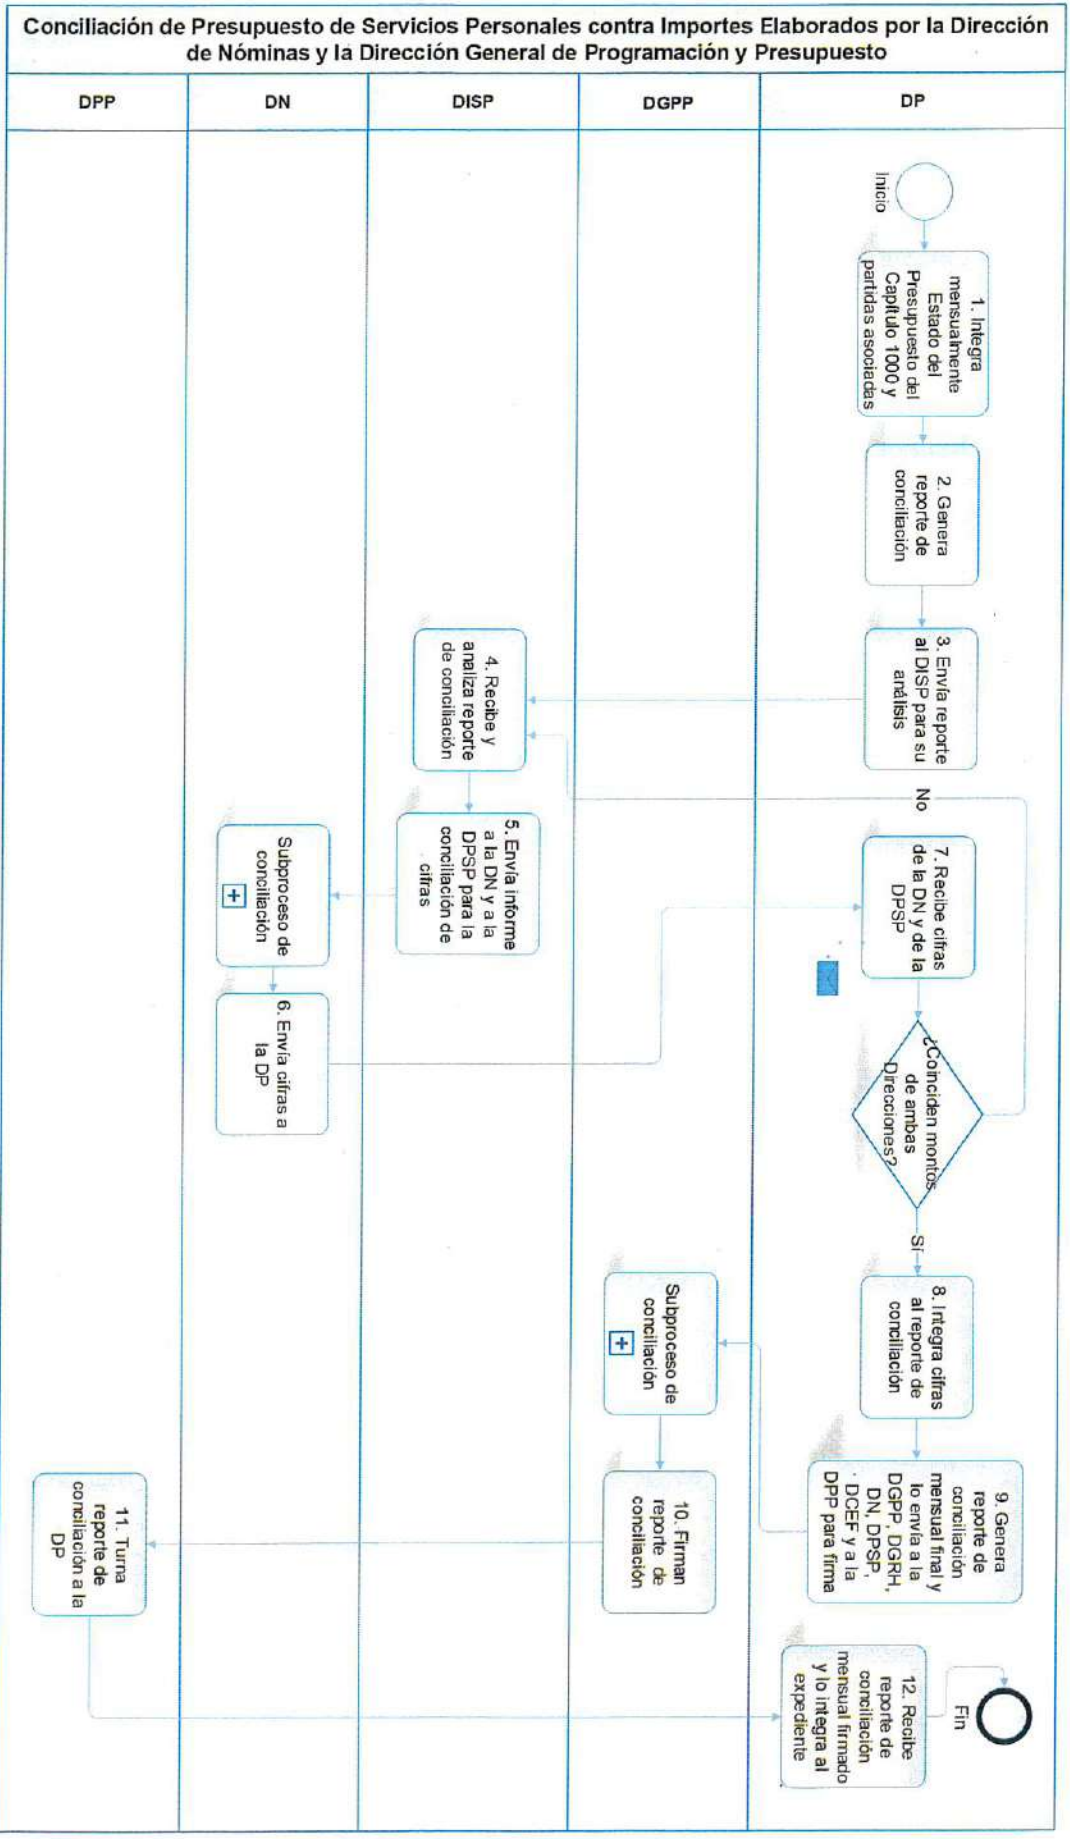 Conciliación de Presupuesto de Servicios Personales contra Importes Elaborados por la Dirección
de Nóminas y la Dirección General de Programación y Presupuesto
DPP
DN
DISP
DGPP
DP
Inicio
1. Integra
mensualmente
Estado del
Presupuesto del
Capítulo 1000 y
partidas asociadas
2. Genera
reporte de
conciliación
3. Envía reporte
al DISP para su
análisis
4. Recibe y
analiza reporte
de conciliación
5. Envía informe
a la DN y a la
DPSP para la
conciliación de
cifras
Subproceso de
conciliación
6. Envía cifras a
la DP
No
7. Recibe cifras
de la DN y de la
DPSP
¿Coinciden montos
de ambas
Direcciones?
Sí
8. Integra cifras
al reporte de
conciliación
9. Genera
reporte de
conciliación
mensual final y
lo envía a la
DGPP, DGRH,
DN, DPSP,
DCEF y a la
DPP para firma
Subproceso de
conciliación
10. Firman
reporte de
conciliación
11. Turna
reporte de
conciliación a la
DP
12. Recibe
reporte de
conciliación
mensual firmado
y lo integra al
expediente
Fin